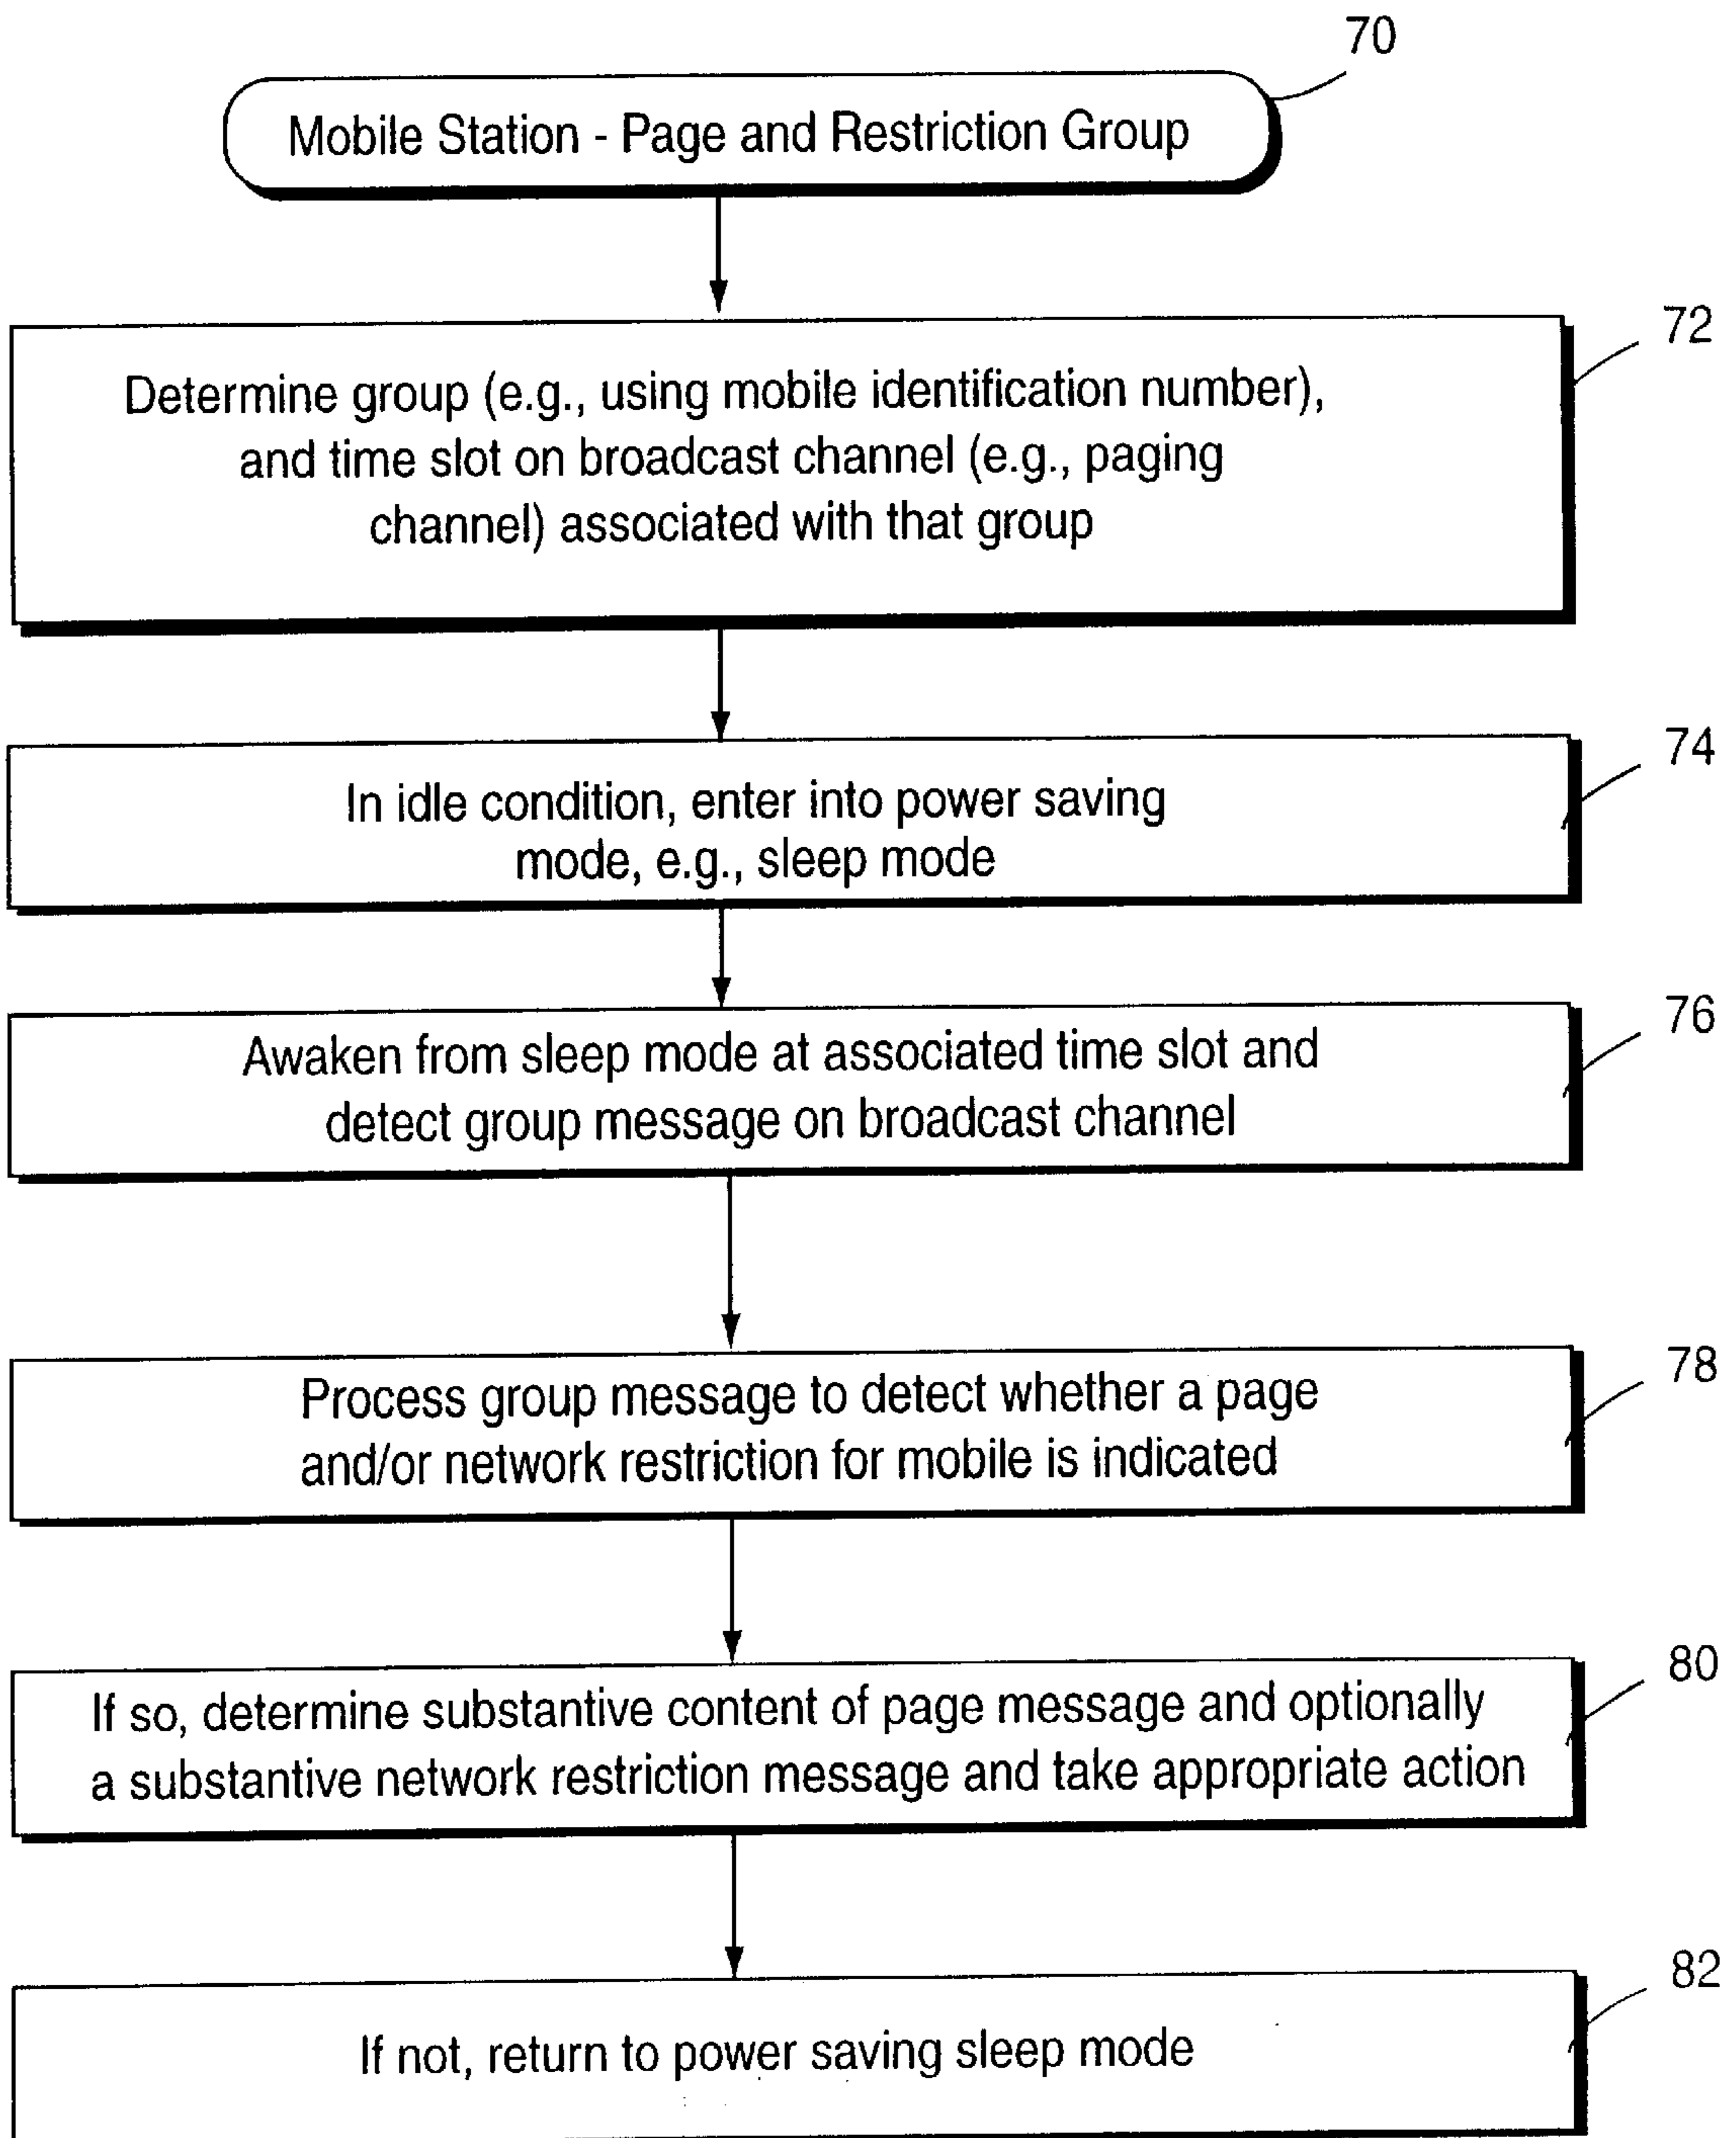 70
Mobile Station - Page and Restriction Group
72
Determine group (e.g., using mobile identification number),
and time slot on broadcast channel (e.g., paging
channel) associated with that group
74
In idle condition, enter into power saving
mode, e.g., sleep mode
76
Awaken from sleep mode at associated time slot and
detect group message on broadcast channel
78
Process group message to detect whether a page
and/or network restriction for mobile is indicated
80
If so, determine substantive content of page message and optionally
a substantive network restriction message and take appropriate action
82
If not, return to power saving sleep mode